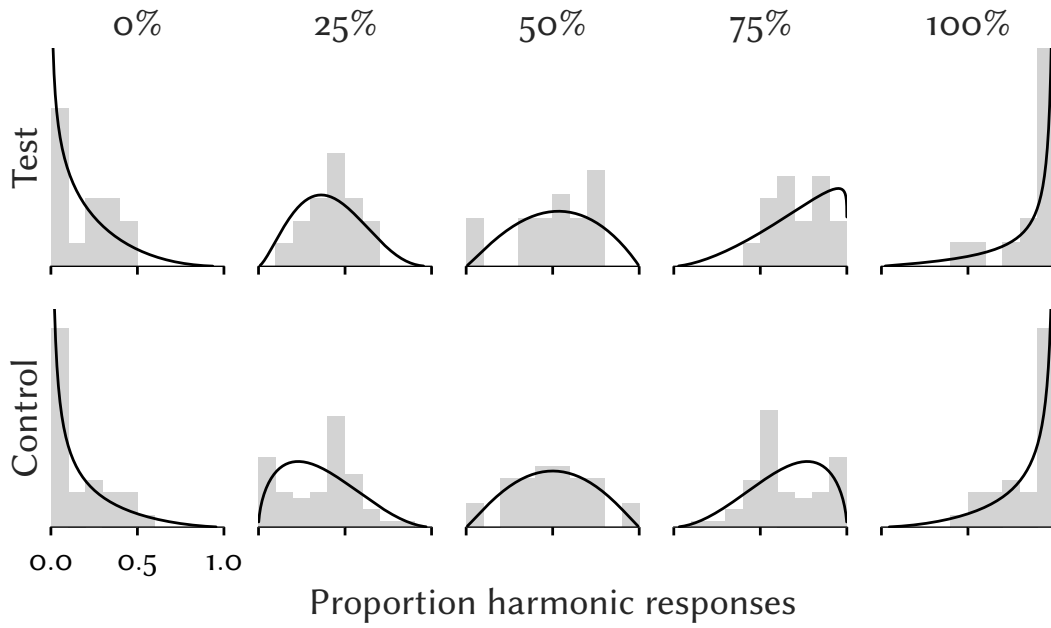 0% 25% 50% 75% 100%
Test
Control
0.0 0.5 1.0
Proportion harmonic responses